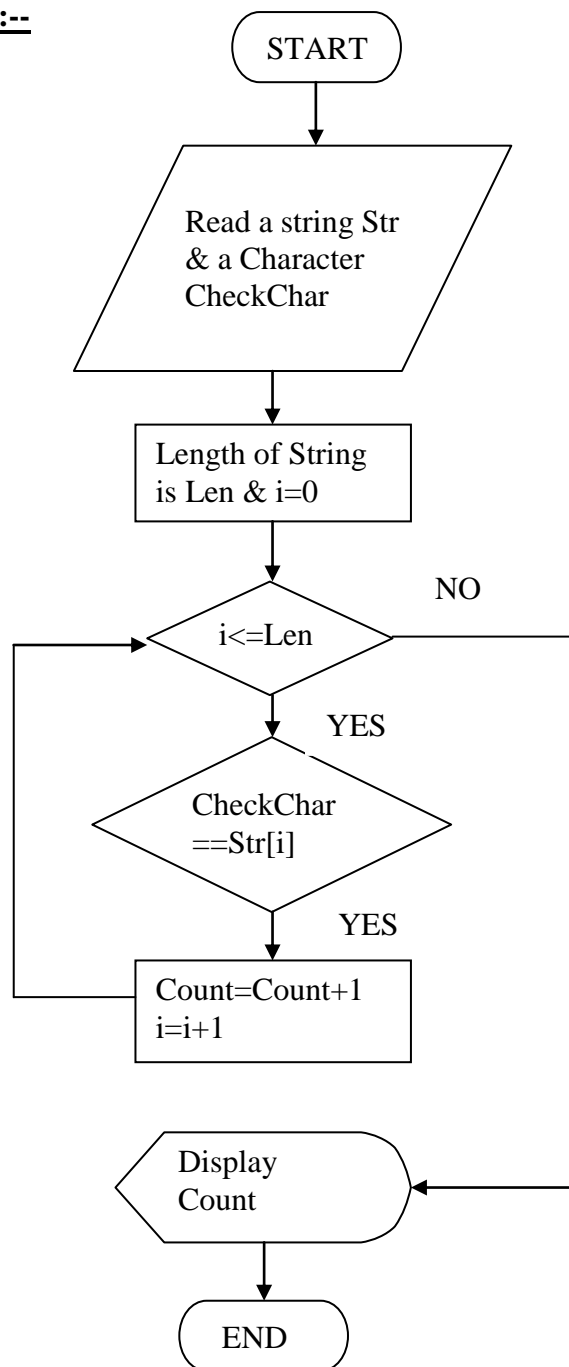 :--
START
Read a string Str
& a Character
CheckChar
Length of String
is Len & i=0
NO
i<=Len
YES
CheckChar
==Str[i]
YES
Count=Count+1
i=i+1
Display
Count
END